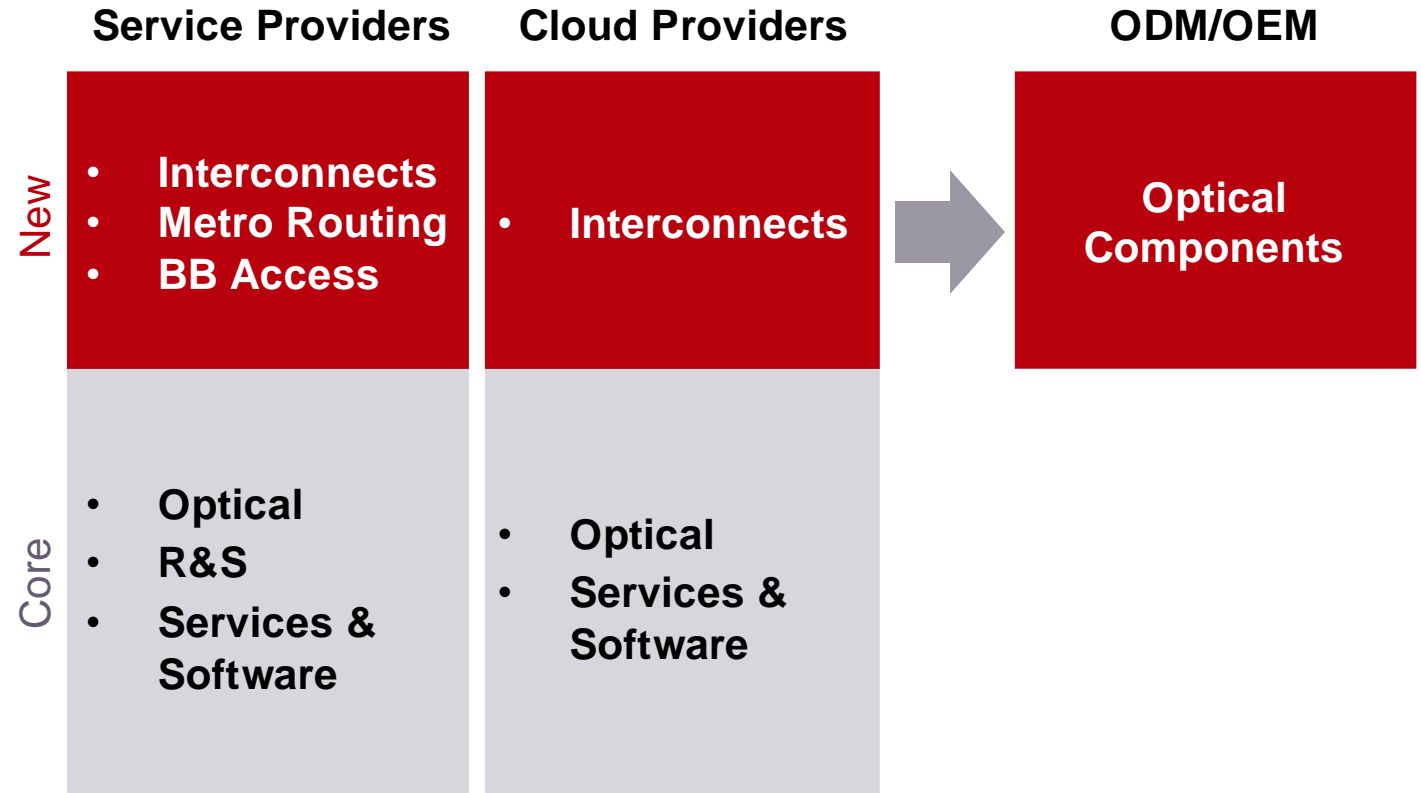 Service Providers
Cloud Providers
ODM/OEM
New
• Interconnects
• Metro Routing
• BB Access
• Interconnects
Optical
Components
Core
• Optical
• R&S
• Services &
Software
• Optical
• Services &
Software